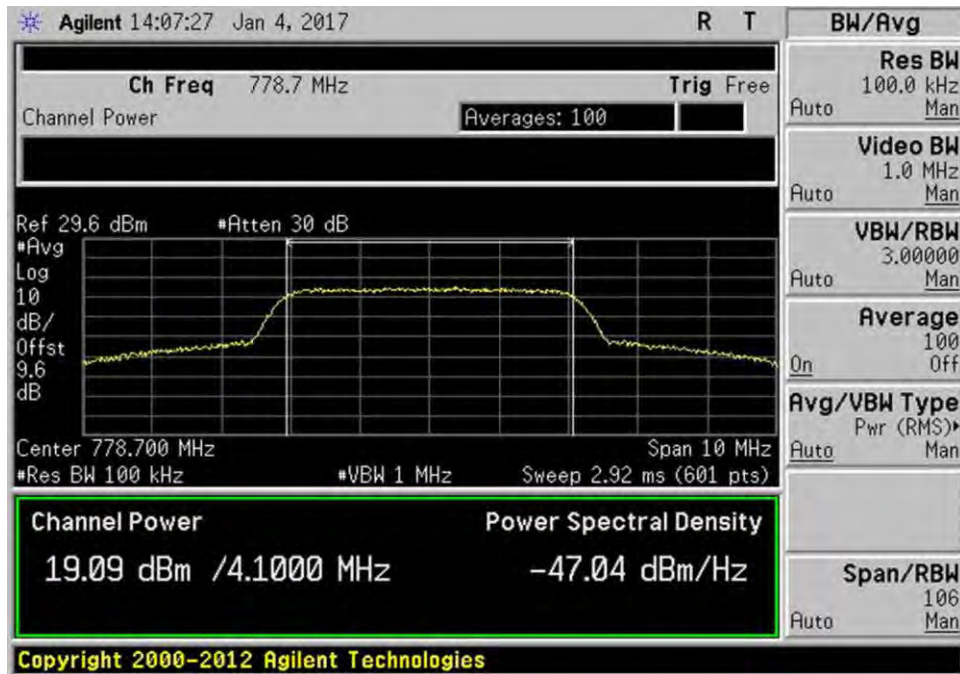 Agilent 14:07:27 Jan 4, 2017 R T
Ch Freq 778.7 MHz Trig Free
Channel Power Averages: 100
Ref 29.6 dBm #Atten 30 dB
#Avg
Log
10
dB/
Offst
9.6
dB
Center 778.700 MHz Span 10 MHz
#Res BW 100 kHz #VBW 1 MHz Sweep 2.92 ms (601 pts)
Channel Power Power Spectral Density
19.09 dBm /4.1000 MHz -47.04 dBm/Hz
Copyright 2000-2012 Agilent Technologies
BW/Avg
Res BW
100.0 kHz
Auto Man
Video BW
1.0 MHz
Auto Man
VBW/RBW
3.00000
Auto Man
Average
100
On Off
Avg/VBW Type
Pwr (RMS)▸
Auto Man
Span/RBW
106
Auto Man